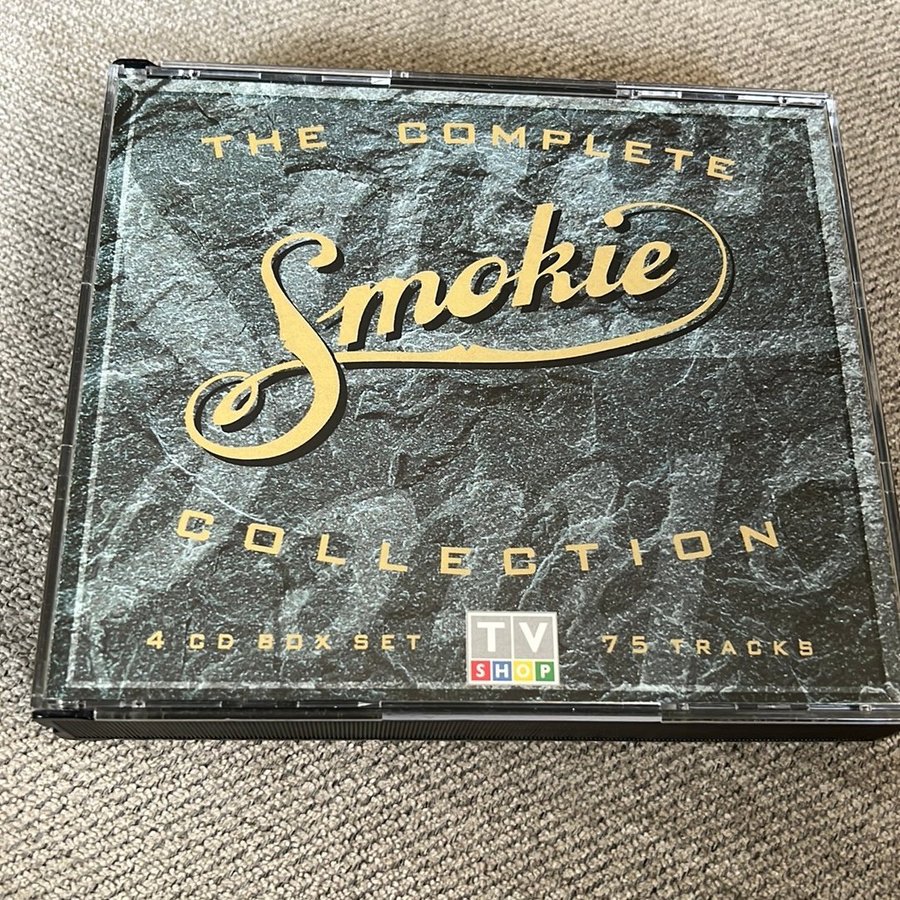 THE COMPLETE
Smokie
COLLECTION
4 CD BOX SET
TV
SHOP
75 TRACKS